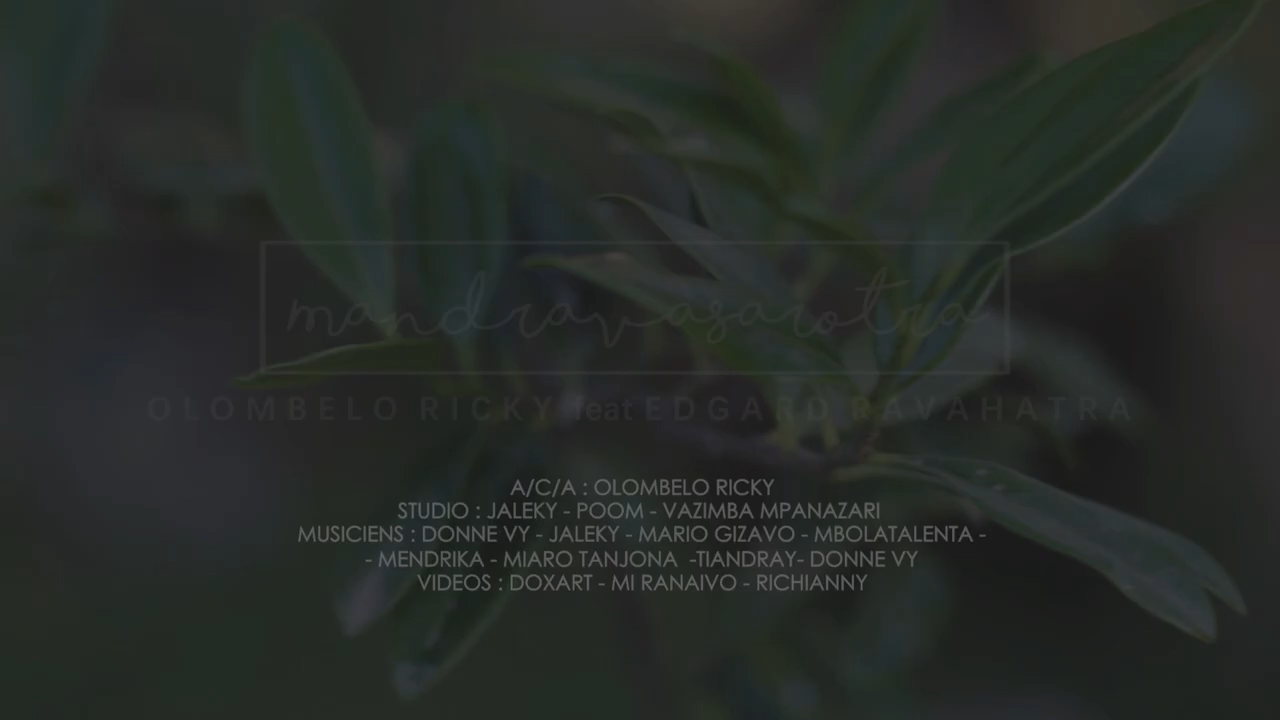 mandravasarotra
OLOMBELO RICKY feat EDGARD RAVAHATRA
A/C/A : OLOMBELO RICKY
STUDIO : JALEKY - POOM - VAZIMBA MPANAZARI
MUSICIENS : DONNE VY - JALEKY - MARIO GIZAVO - MBOLATALENTA -
- MENDRIKA - MIARO TANJONA -TIANDRAY- DONNE VY
VIDEOS : DOXART - MI RANAIVO - RICHIANNY